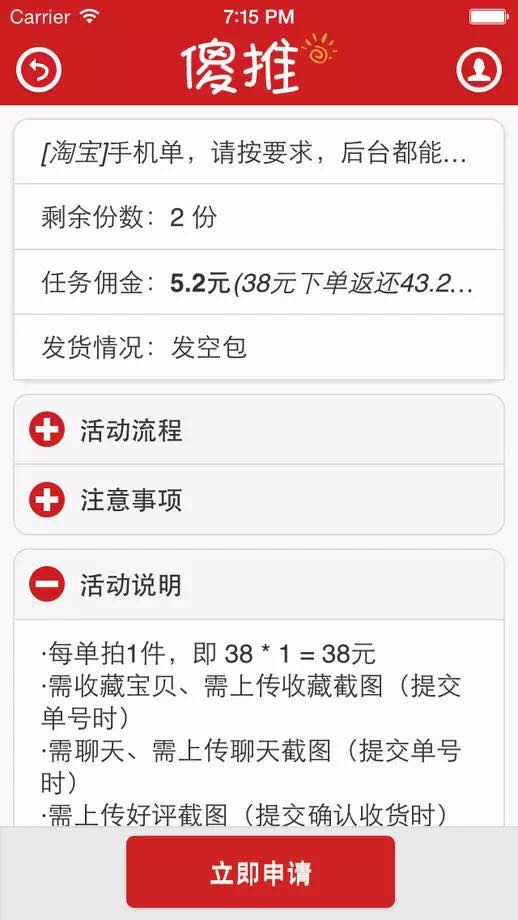 Carrier 7:15 PM
傻推
[淘宝]手机单，请按要求，后台都能...
剩余份数：2 份
任务佣金：5.2元(38元下单返还43.2...
发货情况：发空包
活动流程
注意事项
活动说明
·每单拍1件，即 38 * 1 = 38元
·需收藏宝贝、需上传收藏截图（提交
单号时）
·需聊天、需上传聊天截图（提交单号
时）
·需上传好评截图（提交确认收货时）
立即申请